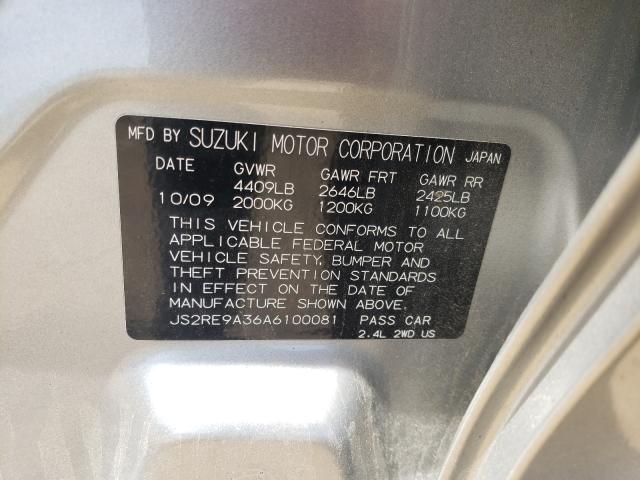 MFD BY SUZUKI MOTOR CORPORATION JAPAN
DATE GVWR GAWR FRT GAWR RR
4409LB 2646LB 2425LB
10/09 2000KG 1200KG 1100KG
THIS VEHICLE CONFORMS TO ALL
APPLICABLE FEDERAL MOTOR
VEHICLE SAFETY, BUMPER AND
THEFT PREVENTION STANDARDS
IN EFFECT ON THE DATE OF
MANUFACTURE SHOWN ABOVE.
JS2RE9A36A6100081 PASS CAR
2.4L 2WD US